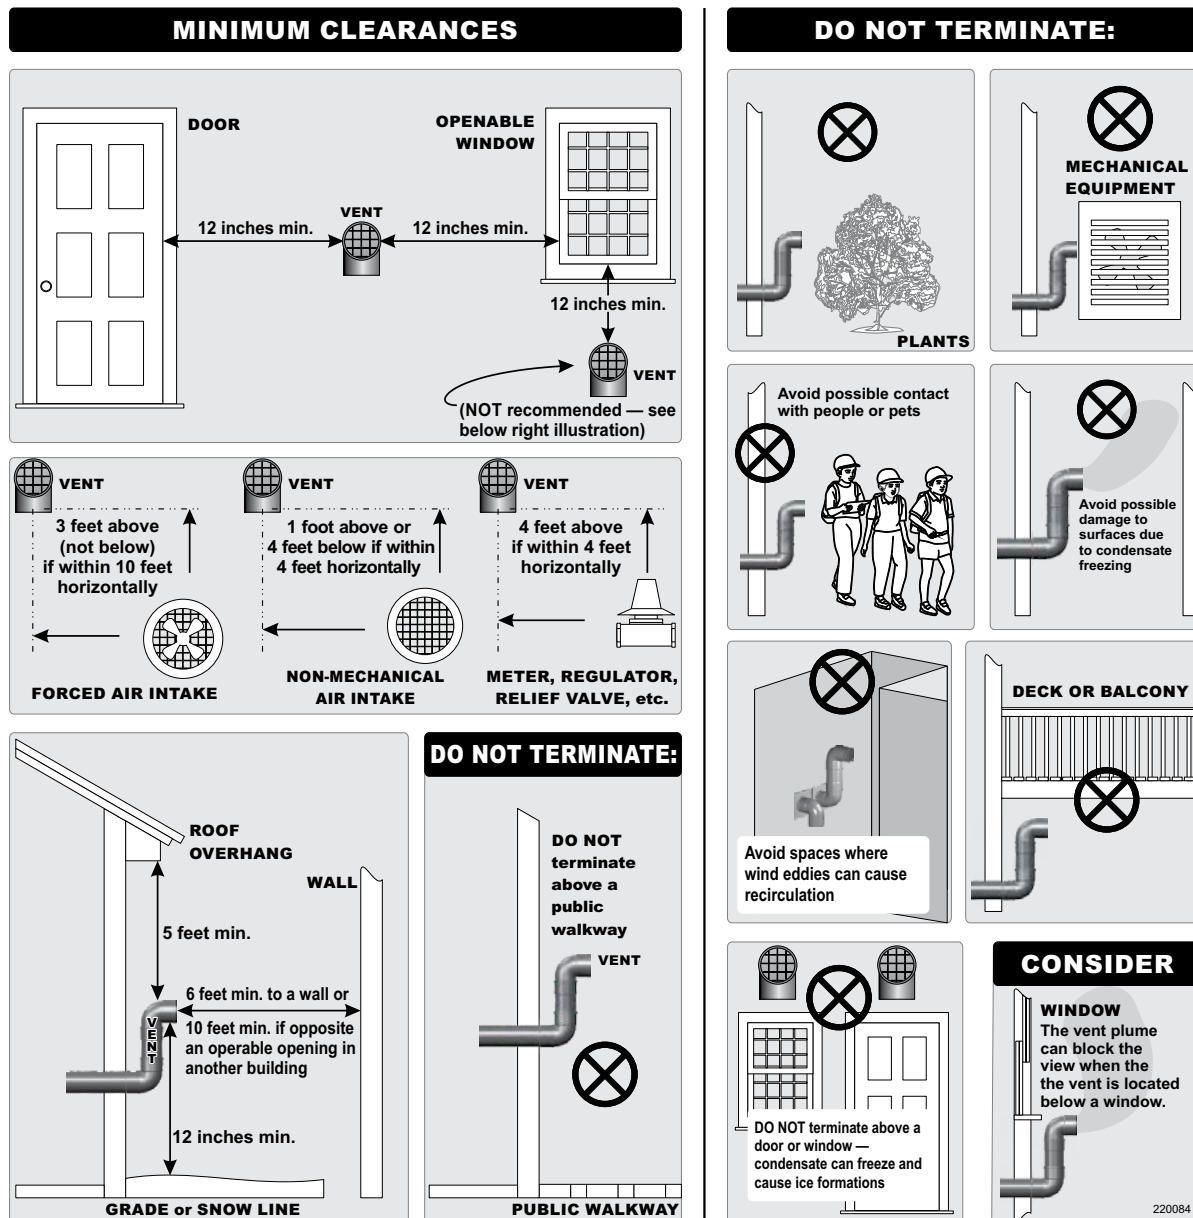 MINIMUM CLEARANCES
DOOR
OPENABLE
WINDOW
VENT
12 inches min.
12 inches min.
12 inches min.
VENT
(NOT recommended — see
below right illustration)
VENT
3 feet above
(not below)
if within 10 feet
horizontally
FORCED AIR INTAKE
VENT
1 foot above or
4 feet below if within
4 feet horizontally
NON-MECHANICAL
AIR INTAKE
VENT
4 feet above
if within 4 feet
horizontally
METER, REGULATOR,
RELIEF VALVE, etc.
ROOF
OVERHANG
WALL
5 feet min.
6 feet min. to a wall or
10 feet min. if opposite
an operable opening in
another building
VENT
12 inches min.
GRADE or SNOW LINE
DO NOT TERMINATE:
DO NOT
terminate
above a
public
walkway
VENT
PUBLIC WALKWAY
DO NOT TERMINATE:
PLANTS
MECHANICAL
EQUIPMENT
Avoid possible contact
with people or pets
Avoid possible
damage to
surfaces due
to condensate
freezing
Avoid spaces where
wind eddies can cause
recirculation
DECK OR BALCONY
DO NOT terminate above a
door or window —
condensate can freeze and
cause ice formations
CONSIDER
WINDOW
The vent plume
can block the
view when the
the vent is located
below a window.
220084